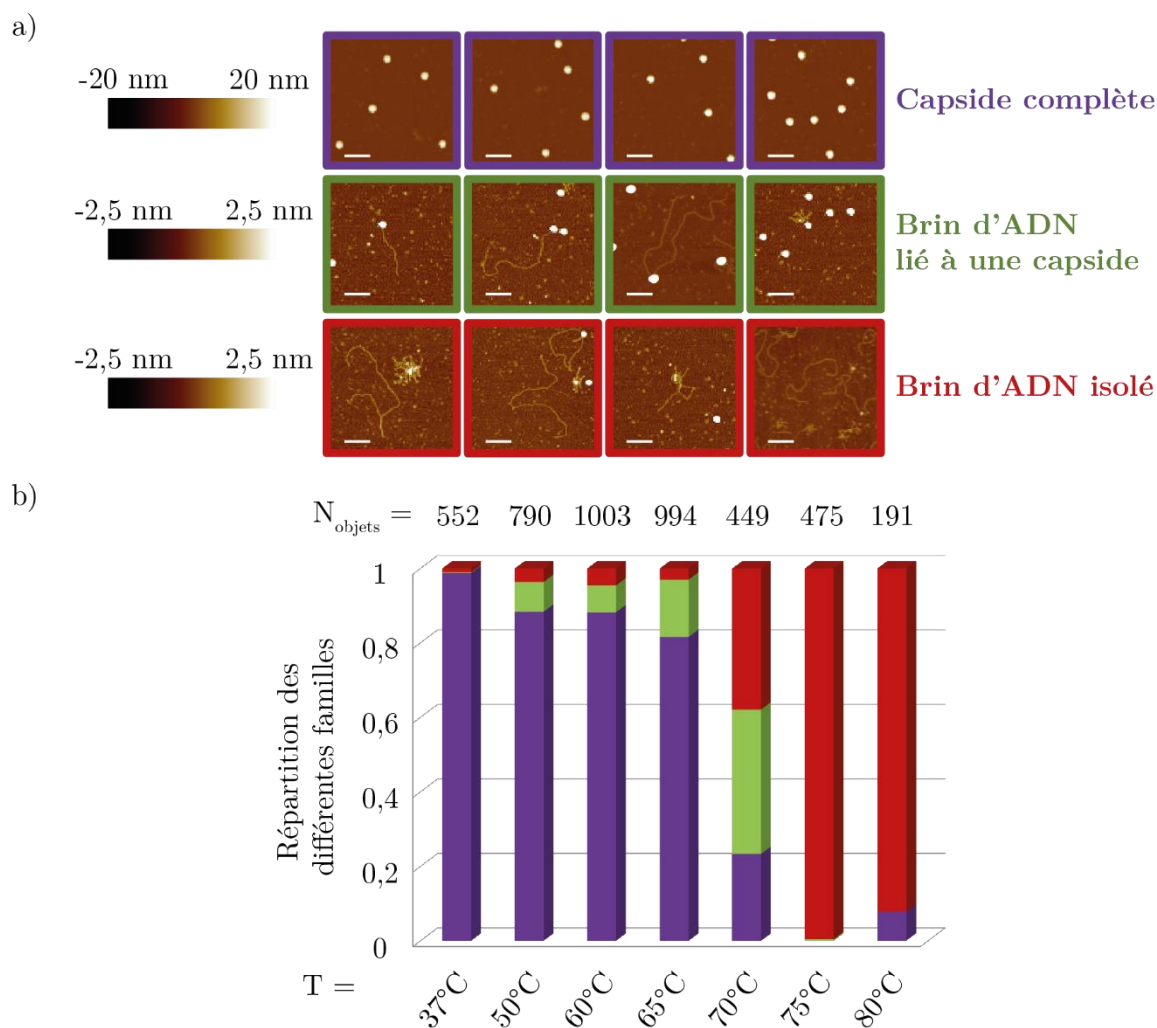 a)
-20 nm 20 nm
Capside complète
-2,5 nm 2,5 nm
Brin d'ADN
lié à une capside
-2,5 nm 2,5 nm
Brin d'ADN isolé
b)
N objets = 552 790 1003 994 449 475 191
Répartition des
différentes familles
1
0,8
0,6
0,4
0,2
0
T = 37°C 50°C 60°C 65°C 70°C 75°C 80°C